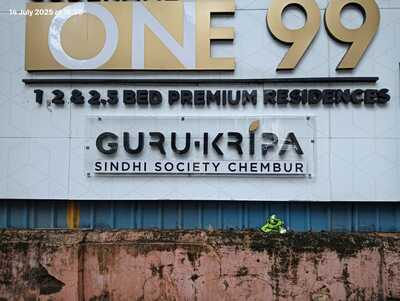 14 July 2025
ONE 99
1, 2 & 2.5 BED PREMIUM RESIDENCES
GURU·KRIPA
SINDHI SOCIETY CHEMBUR